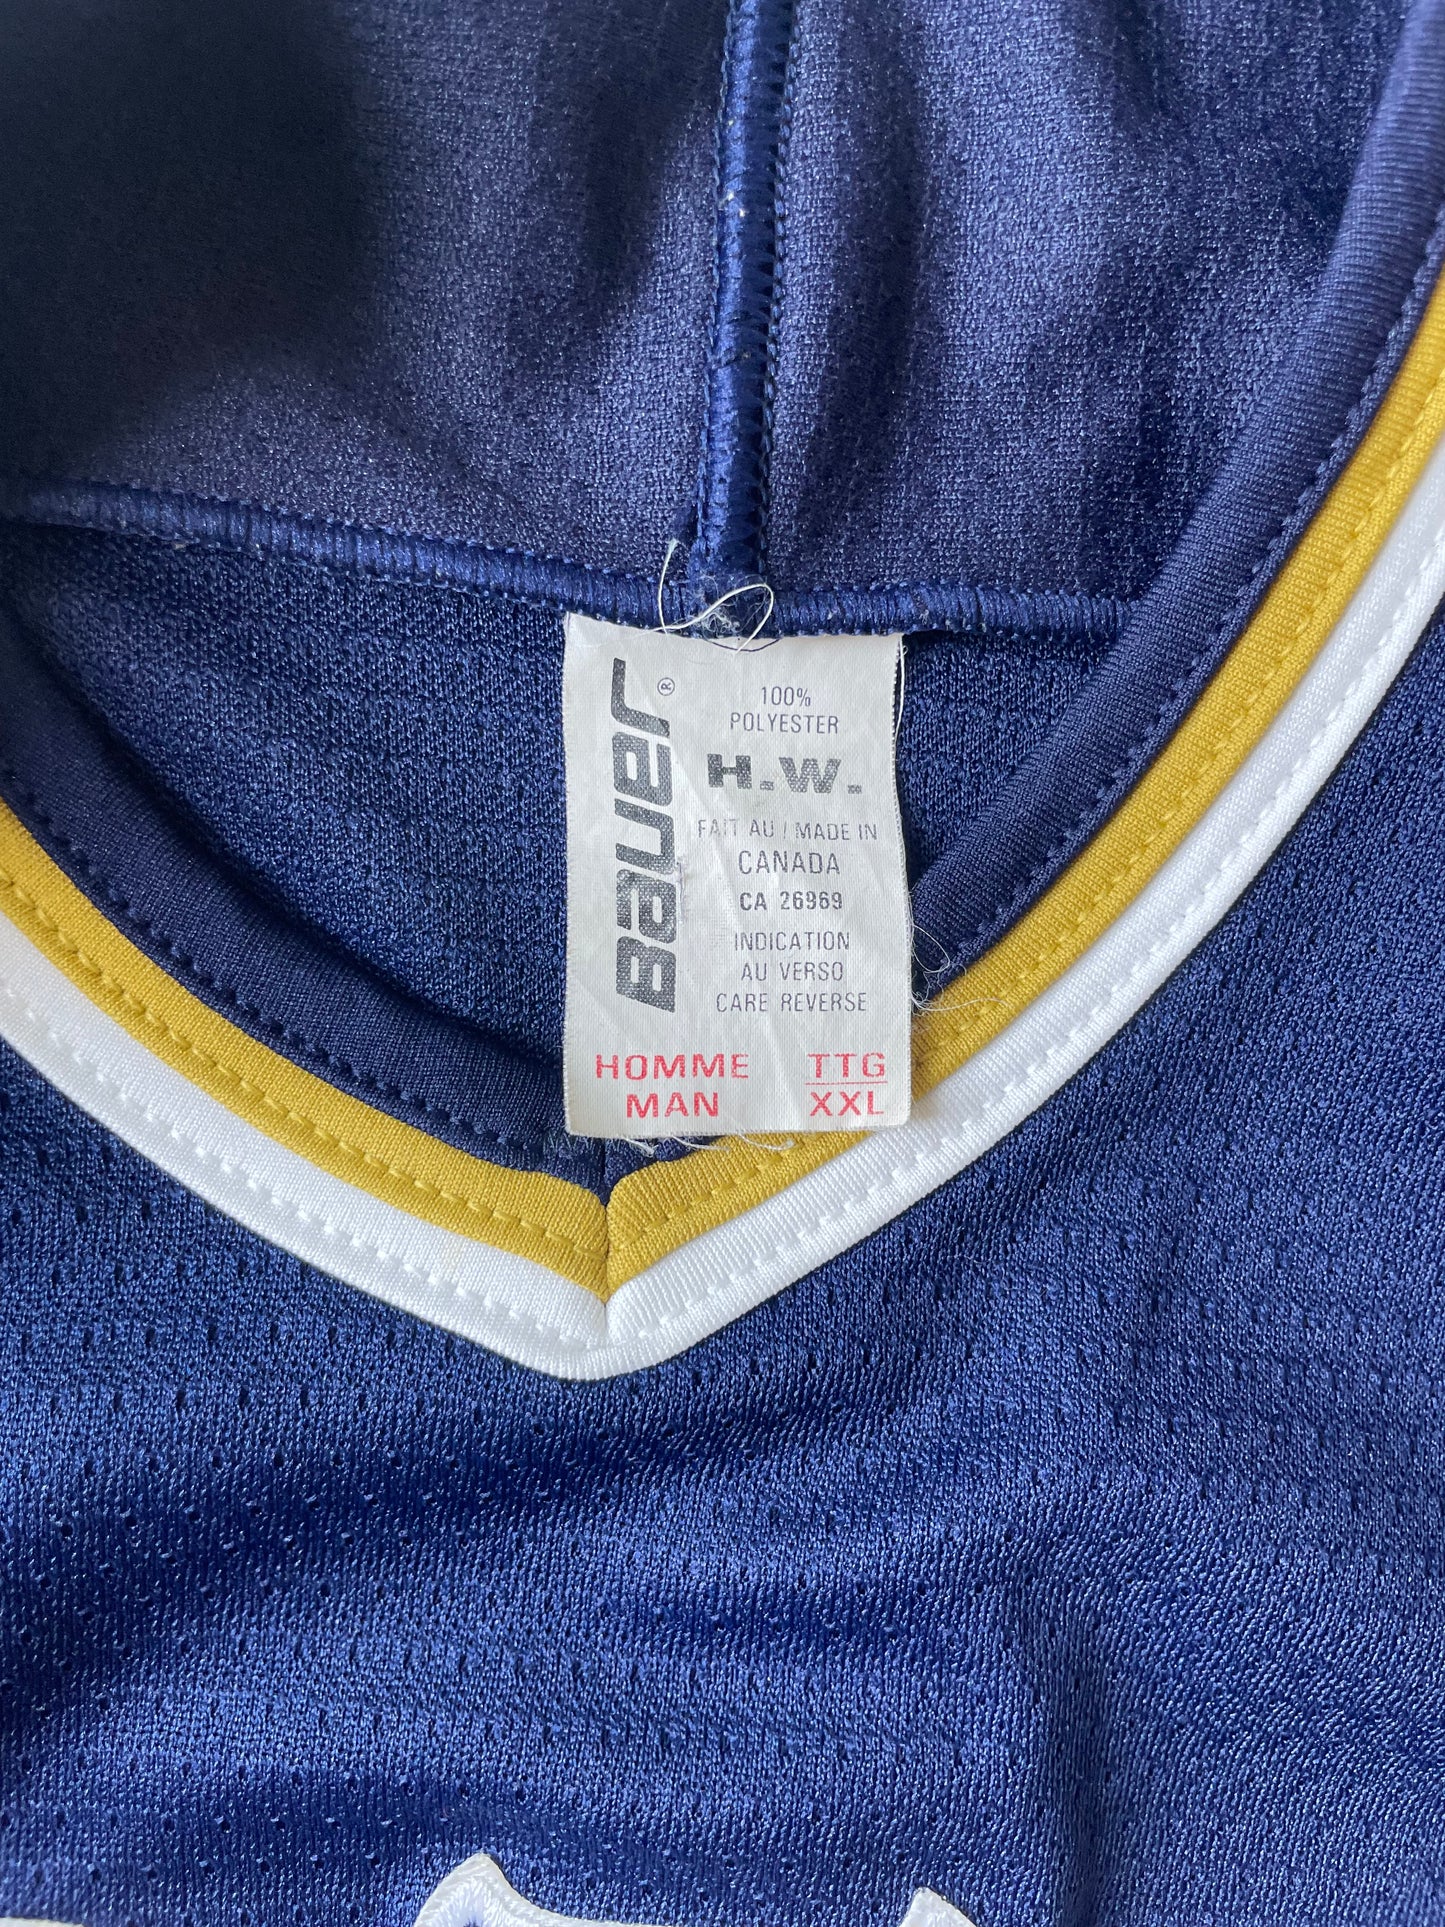 BAUER ®
100%
POLYESTER
H.W.
FAIT AU / MADE IN
CANADA
CA 26969
INDICATION
AU VERSO
CARE REVERSE
HOMME TTG
MAN XXL